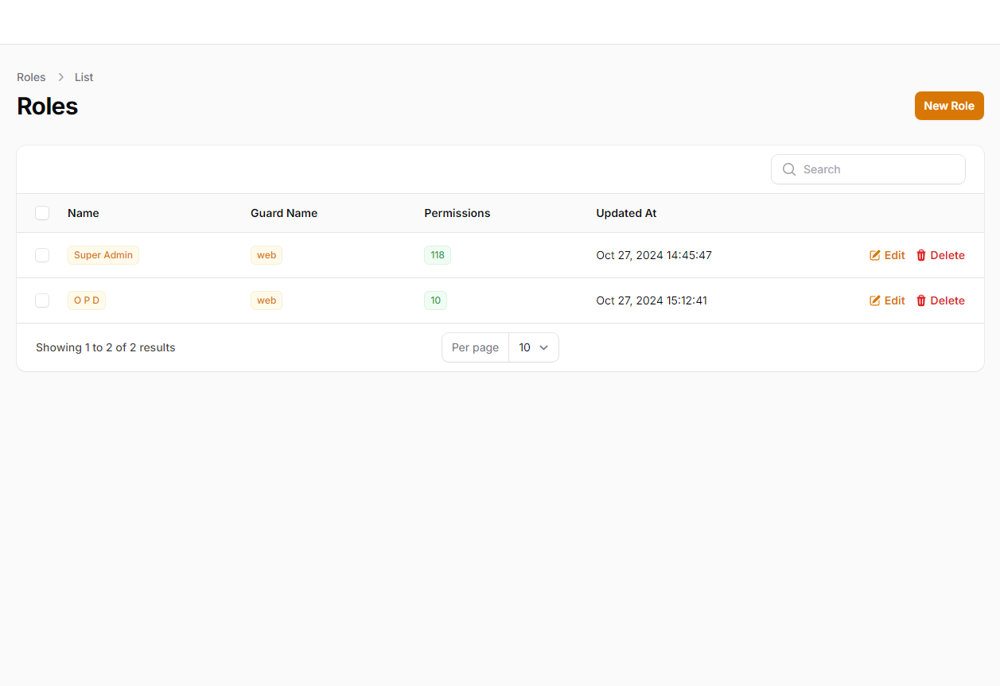 Roles > List
Roles
New Role
Search
Name Guard Name Permissions Updated At
Super Admin web 118 Oct 27, 2024 14:45:47 Edit Delete
O P D web 10 Oct 27, 2024 15:12:41 Edit Delete
Showing 1 to 2 of 2 results Per page 10